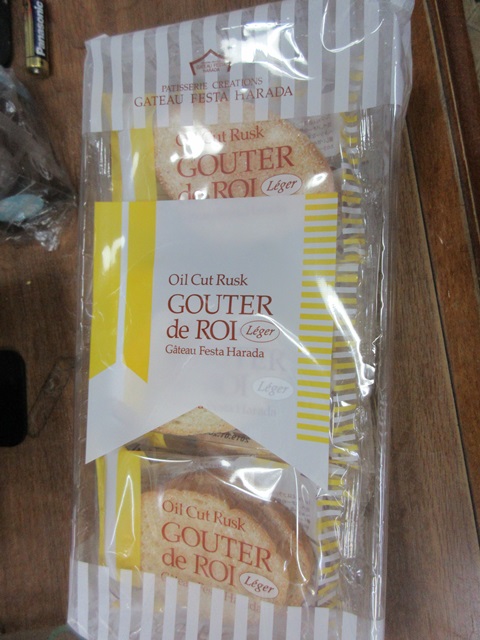 Panasonic
PATISSERIE CREATIONS
GATEAU FESTA HARADA
Oil Cut Rusk
GOUTER
de ROI Léger
Oil Cut Rusk
GOUTER
de ROI Léger
Gâteau Festa Harada
Léger
Oil Cut Rusk
GOUTER
de ROI Léger